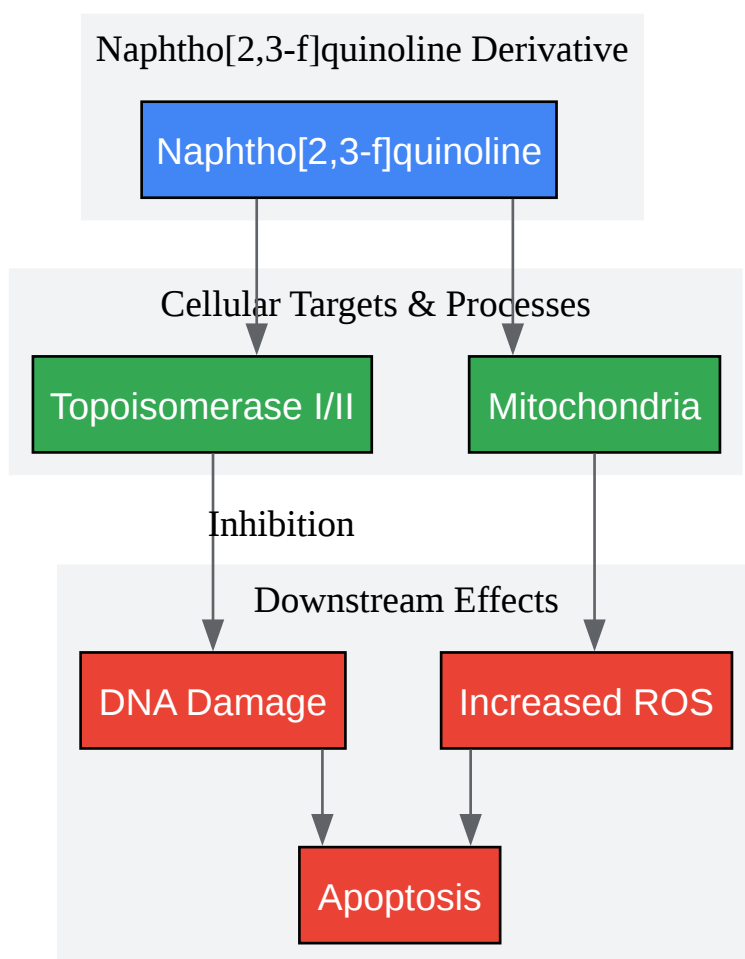 Naphtho[2,3-f]quinoline Derivative
Naphtho[2,3-f]quinoline
Cellular Targets & Processes
Topoisomerase I/II
Mitochondria
Inhibition
Downstream Effects
DNA Damage
Increased ROS
Apoptosis